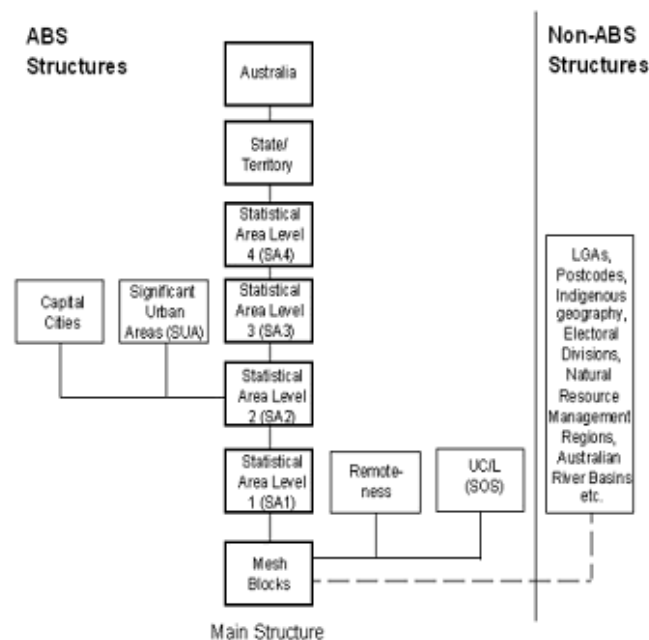 ABS
Structures
Non-ABS
Structures
Australia
State/
Territory
Statistical
Area Level
4 (SA4)
Capital
Cities
Significant
Urban
Areas (SUA)
Statistical
Area Level
3 (SA3)
Statistical
Area Level
2 (SA2)
Statistical
Area Level
1 (SA1)
Remote-
ness
UC/L
(SOS)
Mesh
Blocks
Main Structure
LGAs,
Postcodes,
Indigenous
geography,
Electoral
Divisions,
Natural
Resource
Management
Regions,
Australian
River Basins
etc.